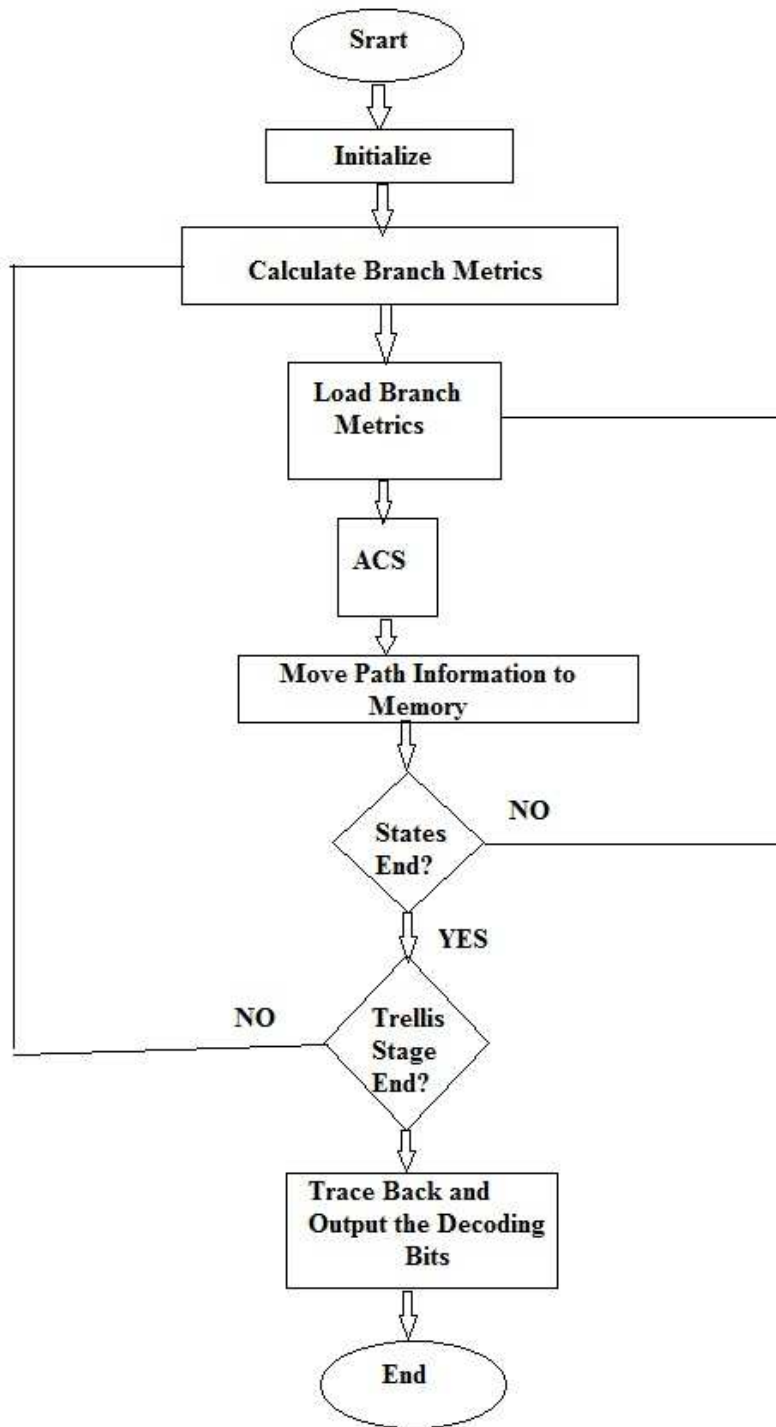 Srart
Initialize
Calculate Branch Metrics
Load Branch
Metrics
ACS
Move Path Information to
Memory
States
End?
NO
YES
NO
Trellis
Stage
End?
Trace Back and
Output the Decoding
Bits
End